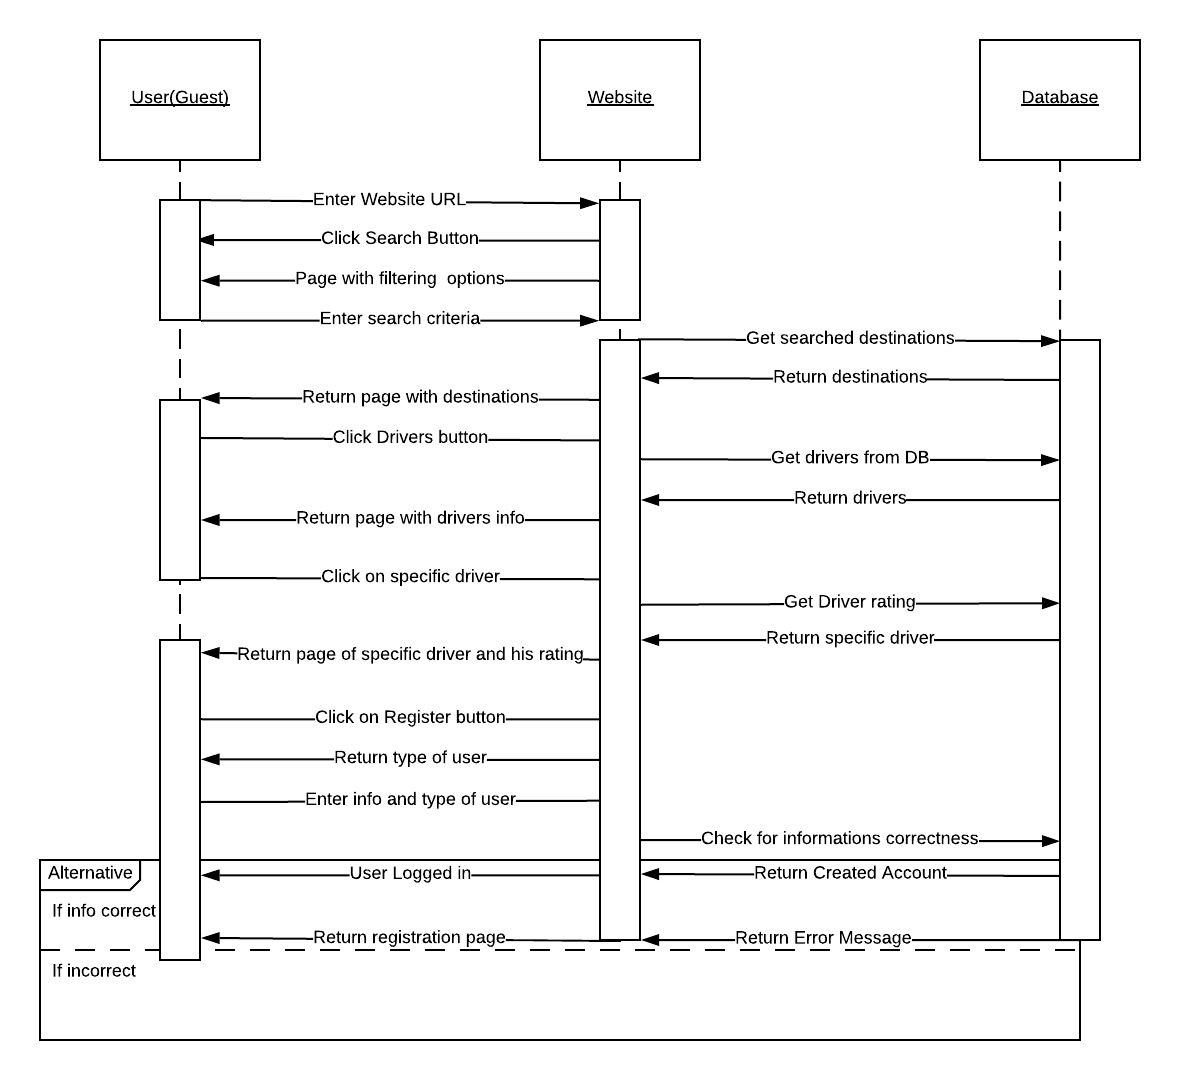 User(Guest)
Website
Database
Enter Website URL
Click Search Button
Page with filtering  options
Enter search criteria
Get searched destinations
Return destinations
Return page with destinations
Click Drivers button
Get drivers from DB
Return drivers
Return page with drivers info
Click on specific driver
Get Driver rating
Return specific driver
Return page of specific driver and his rating
Click on Register button
Return type of user
Enter info and type of user
Check for informations correctness
Alternative
User Logged in
Return Created Account
If info correct
Return registration page
Return Error Message
If incorrect